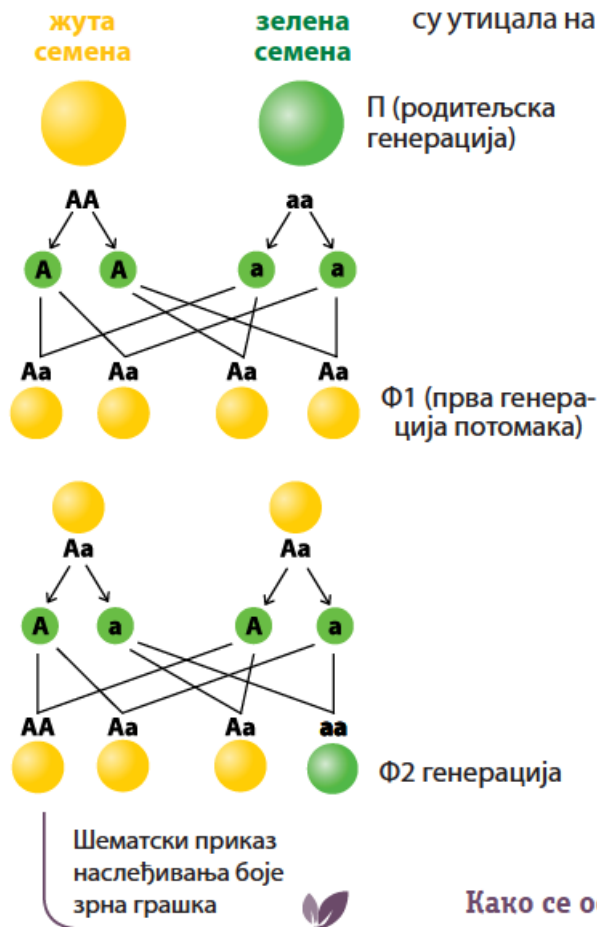 жута
семена
зелена
семена
су утицала на
П (родитељска
генерација)
АА
аа
А
А
а
а
Аа
Аа
Аа
Аа
Ф1 (прва генера-
ција потомака)
Аа
Аа
А
а
А
а
АА
Аа
Аа
аа
Ф2 генерација
Шематски приказ
наслеђивања боје
зрна грашка
Како се о